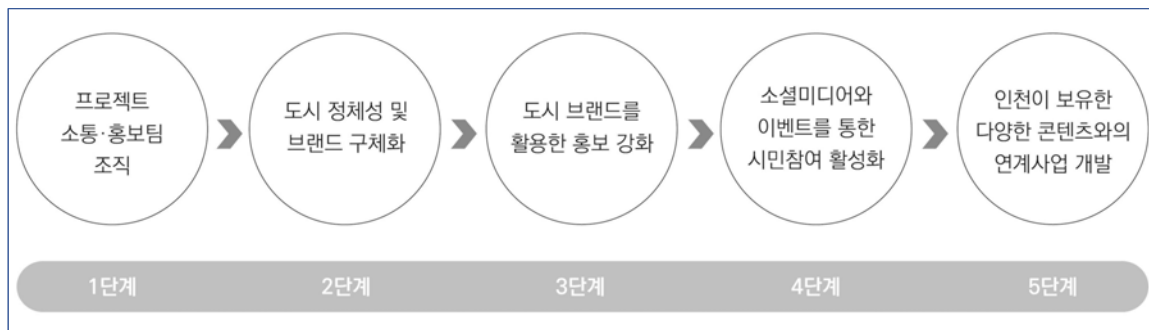 프로젝트
소통·홍보팀
조직
도시 정체성 및
브랜드 구체화
도시 브랜드를
활용한 홍보 강화
소셜미디어와
이벤트를 통한
시민참여 활성화
인천이 보유한
다양한 콘텐츠와의
연계사업 개발
1단계
2단계
3단계
4단계
5단계